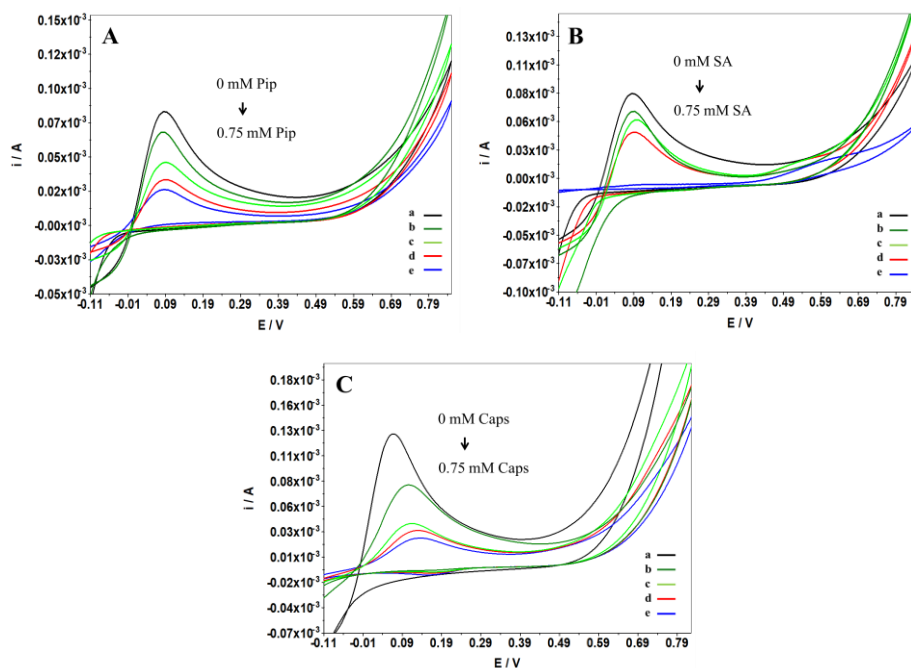 A
0 mM Pip
0.75 mM Pip
i / A
0.15x10⁻³
0.12x10⁻³
0.10x10⁻³
0.07x10⁻³
0.05x10⁻³
0.02x10⁻³
-0.00x10⁻³
-0.03x10⁻³
-0.05x10⁻³
a
b
c
d
e
-0.11 -0.01 0.09 0.19 0.29 0.39 0.49 0.59 0.69 0.79
E / V
B
0 mM SA
0.75 mM SA
i / A
0.13x10⁻³
0.11x10⁻³
0.08x10⁻³
0.06x10⁻³
0.03x10⁻³
0.00x10⁻³
-0.02x10⁻³
-0.05x10⁻³
-0.07x10⁻³
-0.10x10⁻³
a
b
c
d
e
-0.11 -0.01 0.09 0.19 0.29 0.39 0.49 0.59 0.69 0.79
E / V
C
0 mM Caps
0.75 mM Caps
i / A
0.18x10⁻³
0.16x10⁻³
0.13x10⁻³
0.11x10⁻³
0.08x10⁻³
0.06x10⁻³
0.03x10⁻³
0.01x10⁻³
-0.02x10⁻³
-0.04x10⁻³
-0.07x10⁻³
a
b
c
d
e
-0.11 -0.01 0.09 0.19 0.29 0.39 0.49 0.59 0.69 0.79
E / V